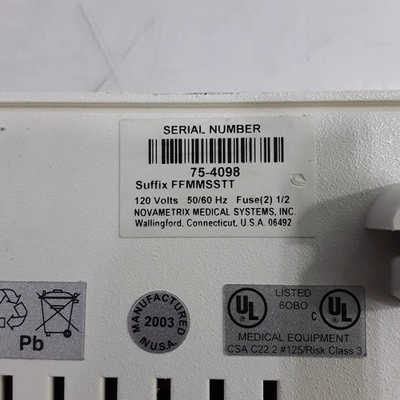 SERIAL NUMBER
75-4098
Suffix FFMMSSTT
120 Volts 50/60 Hz Fuse(2) 1/2
NOVAMETRIX MEDICAL SYSTEMS, INC.
Wallingford, Connecticut, U.S.A. 06492
Pb
MANUFACTURED
2003
IN U.S.A.
LISTED
6OBO
UL
C UL
MEDICAL EQUIPMENT
CSA C22 2 #125/Risk Class 3